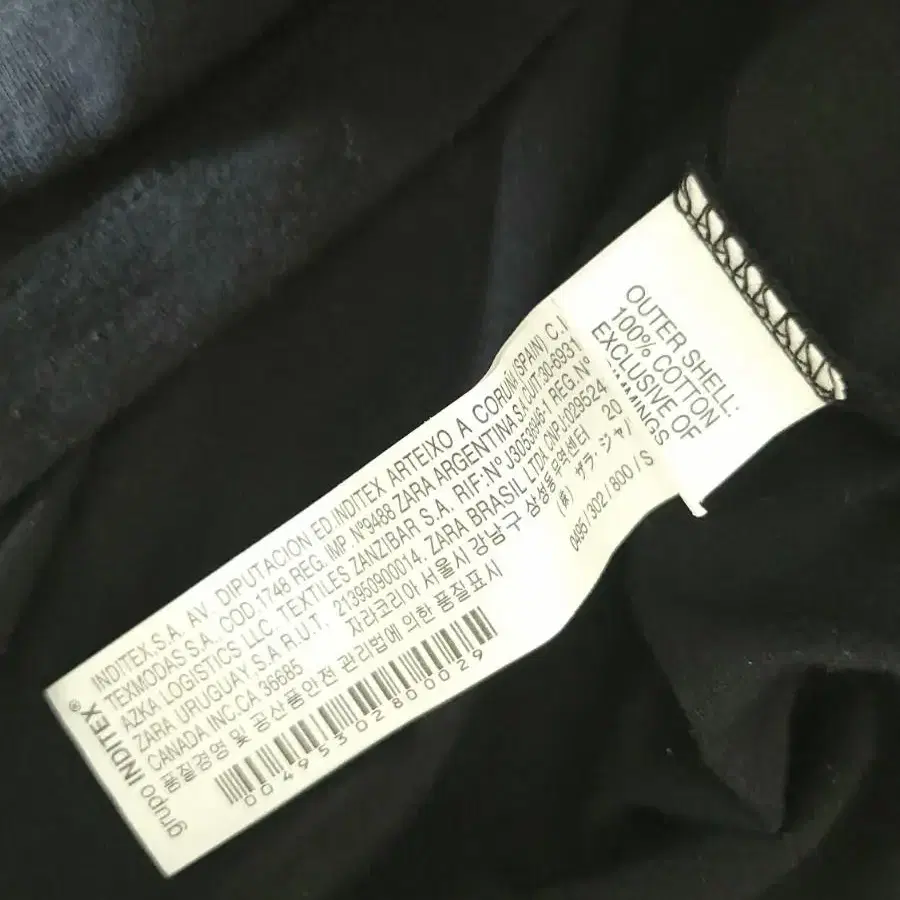 OUTER SHELL:
100% COTTON
EXCLUSIVE OF
grupo INDITEX®
INDITEX,S.A. AV. DIPUTACION ED.INDITEX ARTEIXO A CORUÑA(SPAIN) C.I
TEXMODAS S.A., COD.1748 REG. IMP Nº9488 ZARA ARGENTINA S.A CUIT:30-6931
AZKA LOGISTICS LLC, TEXTILES ZANZIBAR S.A, RIF:Nº J3053646-1 REG.Nº
ZARA URUGUAY,S.A R.U.T. 213950900014, ZARA BRASIL LTDA CNPJ:029524
CANADA INC.CA 36685 자라코리아 서울시 강남구 삼성동 무역센터 20
품질경영 및 공산품안전 관리법에 의한 품질표시 (株) ザラ・ジャ
0495/302/800/S
00495302800029